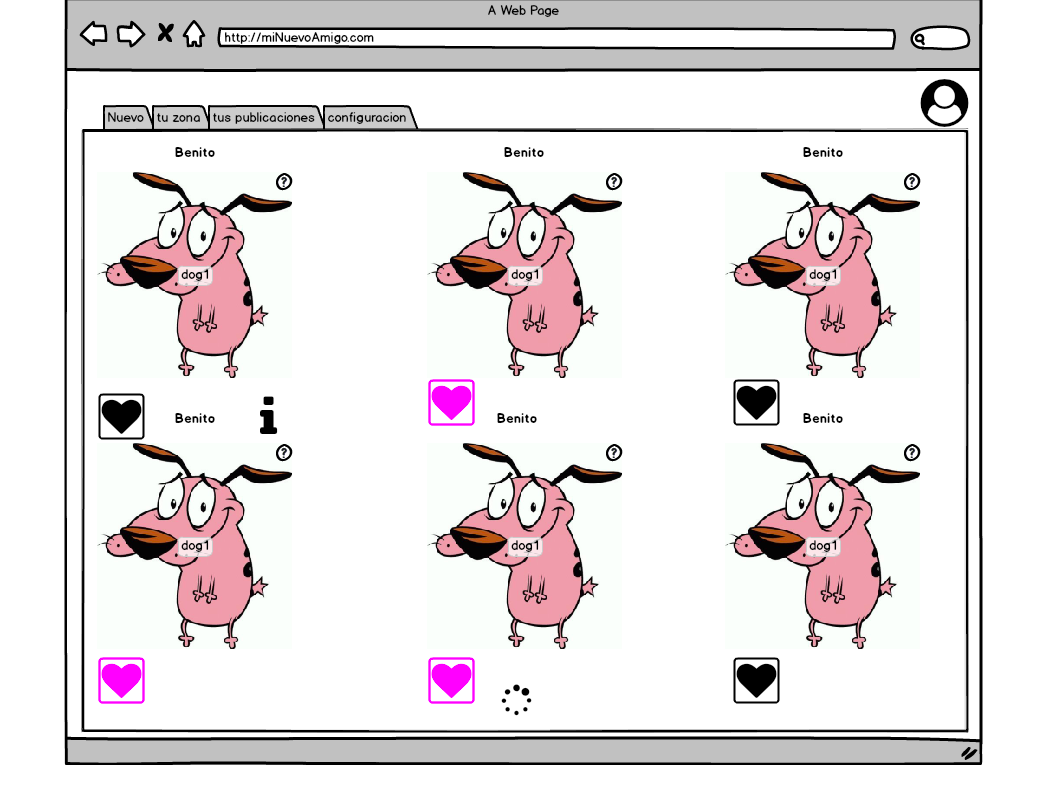 A Web Page
http://miNuevoAmigo.com
Nuevo tu zona tus publicaciones configuracion
Benito Benito Benito
? ? ?
dog1 dog1 dog1
i
Benito Benito Benito
? ? ?
dog1 dog1 dog1